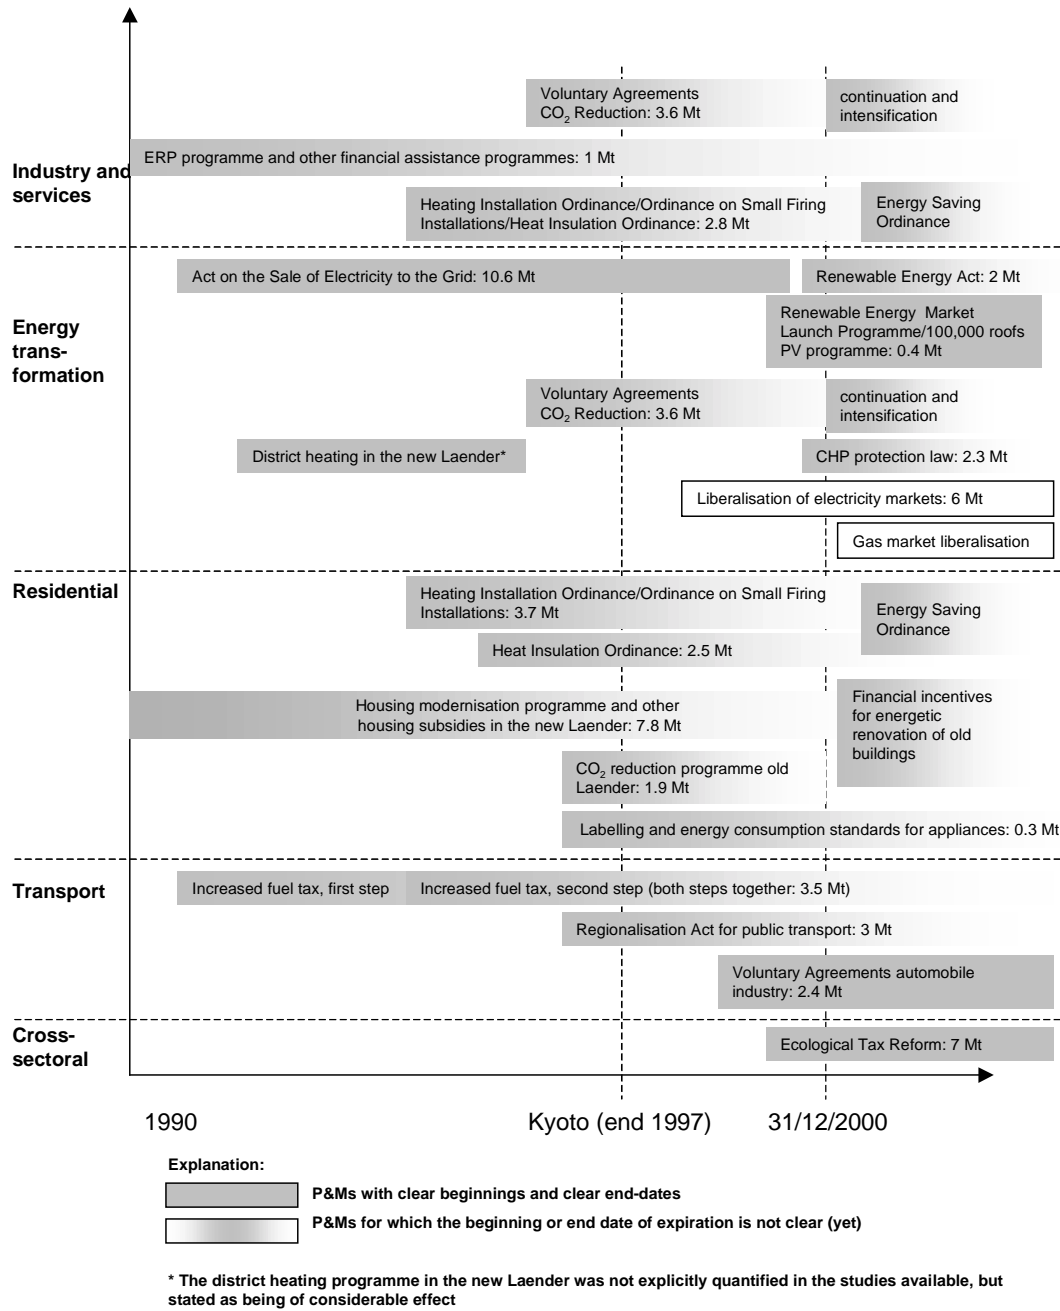 Voluntary Agreements
CO2 Reduction: 3.6 Mt
continuation and
intensification
ERP programme and other financial assistance programmes: 1 Mt
Industry and
services
Heating Installation Ordinance/Ordinance on Small Firing
Installations/Heat Insulation Ordinance: 2.8 Mt
Energy Saving
Ordinance
Act on the Sale of Electricity to the Grid: 10.6 Mt
Renewable Energy Act: 2 Mt
Energy
trans-
formation
Renewable Energy Market
Launch Programme/100,000 roofs
PV programme: 0.4 Mt
Voluntary Agreements
CO2 Reduction: 3.6 Mt
continuation and
intensification
District heating in the new Laender*
CHP protection law: 2.3 Mt
Liberalisation of electricity markets: 6 Mt
Gas market liberalisation
Residential
Heating Installation Ordinance/Ordinance on Small Firing
Installations: 3.7 Mt
Energy Saving
Ordinance
Heat Insulation Ordinance: 2.5 Mt
Housing modernisation programme and other
housing subsidies in the new Laender: 7.8 Mt
Financial incentives
for energetic
renovation of old
buildings
CO2 reduction programme old
Laender: 1.9 Mt
Labelling and energy consumption standards for appliances: 0.3 Mt
Transport
Increased fuel tax, first step
Increased fuel tax, second step (both steps together: 3.5 Mt)
Regionalisation Act for public transport: 3 Mt
Voluntary Agreements automobile
industry: 2.4 Mt
Cross-
sectoral
Ecological Tax Reform: 7 Mt
1990
Kyoto (end 1997)
31/12/2000
Explanation:
P&Ms with clear beginnings and clear end-dates
P&Ms for which the beginning or end date of expiration is not clear (yet)
* The district heating programme in the new Laender was not explicitly quantified in the studies available, but
stated as being of considerable effect